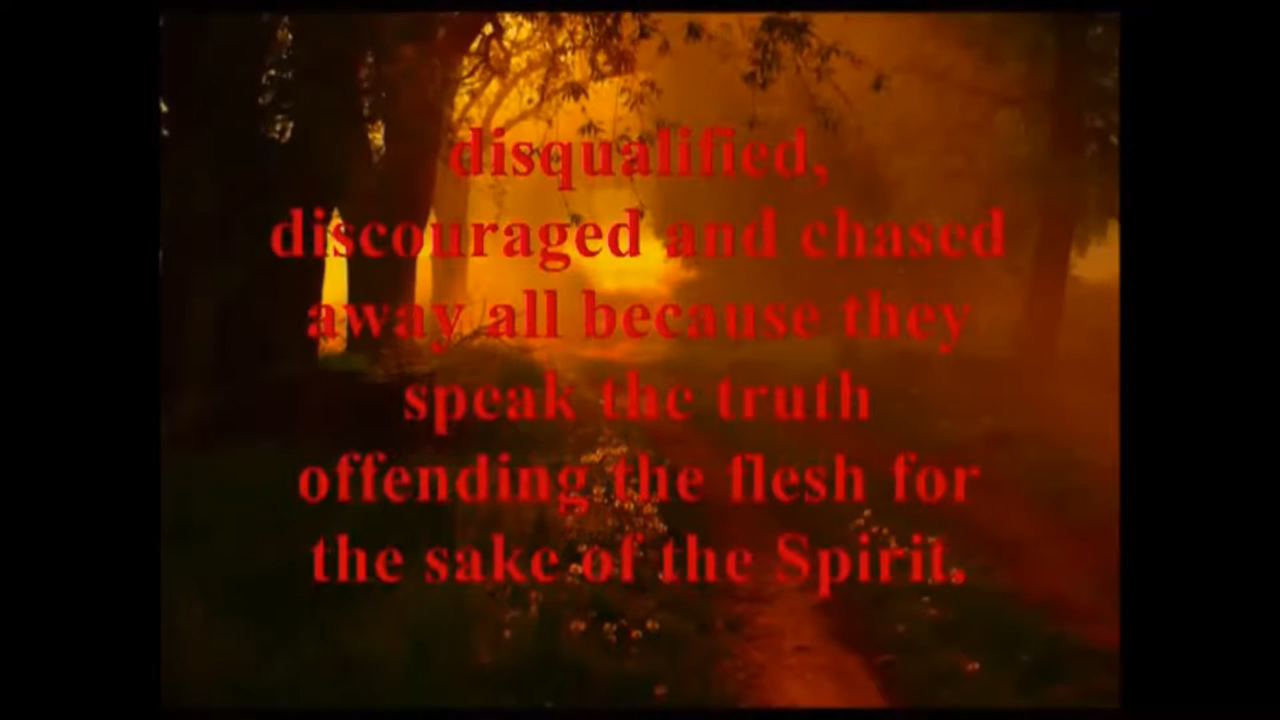 disqualified,
discouraged and chased
away all because they
speak the truth
offending the flesh for
the sake of the Spirit.